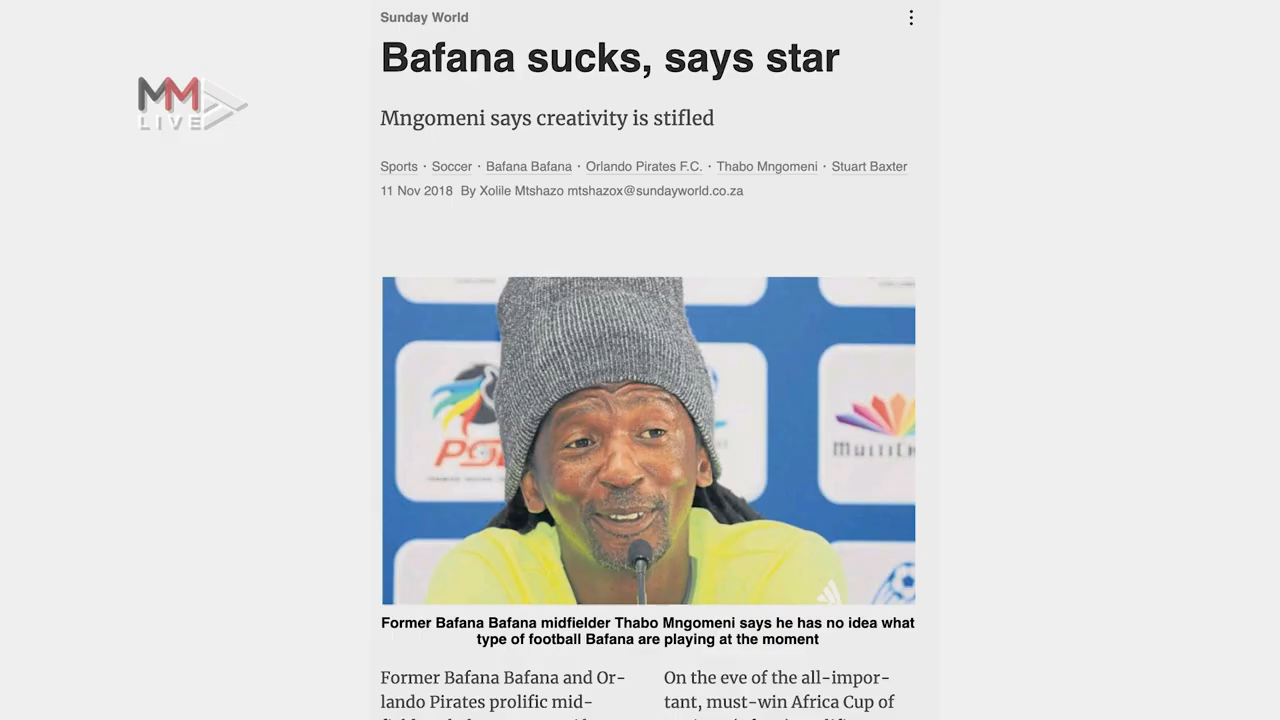 Sunday World
Bafana sucks, says star
Mngomeni says creativity is stifled
Sports · Soccer · Bafana Bafana · Orlando Pirates F.C. · Thabo Mngomeni · Stuart Baxter
11 Nov 2018 By Xolile Mtshazo mtshazox@sundayworld.co.za
MM
LIVE
PSL
Former Bafana Bafana midfielder Thabo Mngomeni says he has no idea what
type of football Bafana are playing at the moment
Former Bafana Bafana and Or-
lando Pirates prolific mid-
On the eve of the all-impor-
tant, must-win Africa Cup of